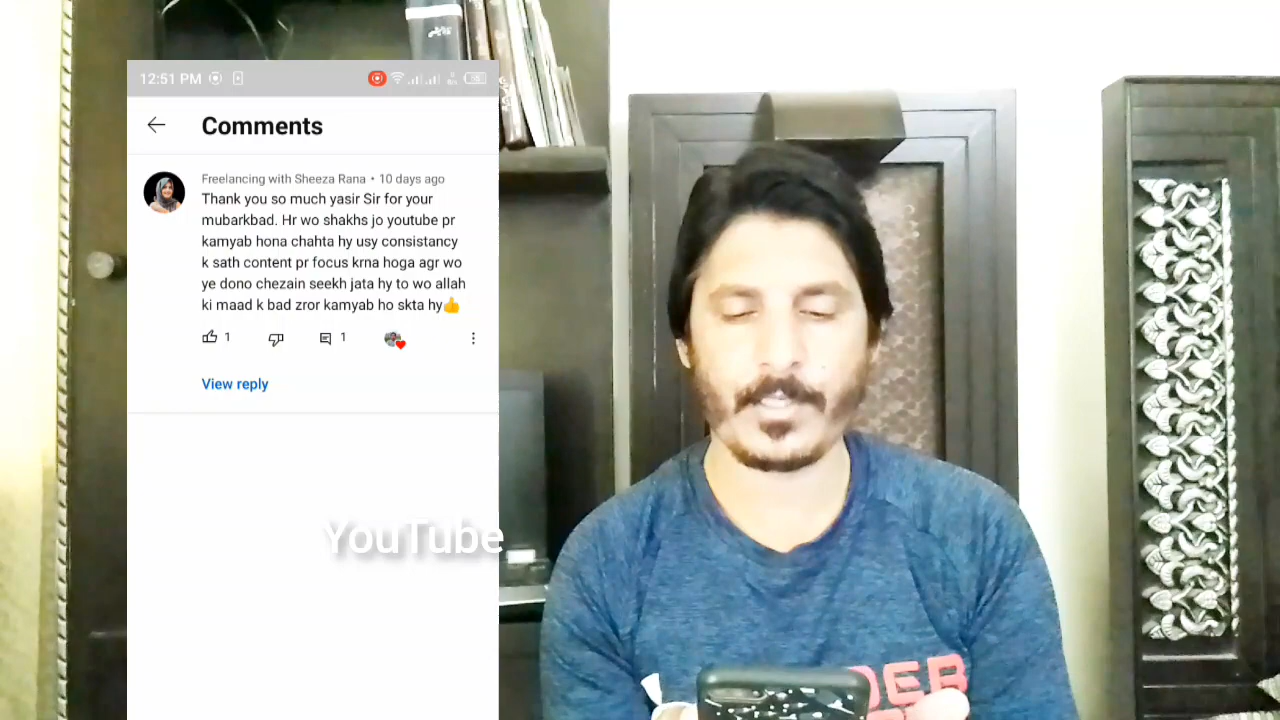 12:51 PM
Comments
Freelancing with Sheeza Rana • 10 days ago
Thank you so much yasir Sir for your
mubarkbad. Hr wo shakhs jo youtube pr
kamyab hona chahta hy usy consistancy
k sath content pr focus krna hoga agr wo
ye dono chezain seekh jata hy to wo allah
ki maad k bad zror kamyab ho skta hy👍
1
1
View reply
YouTube